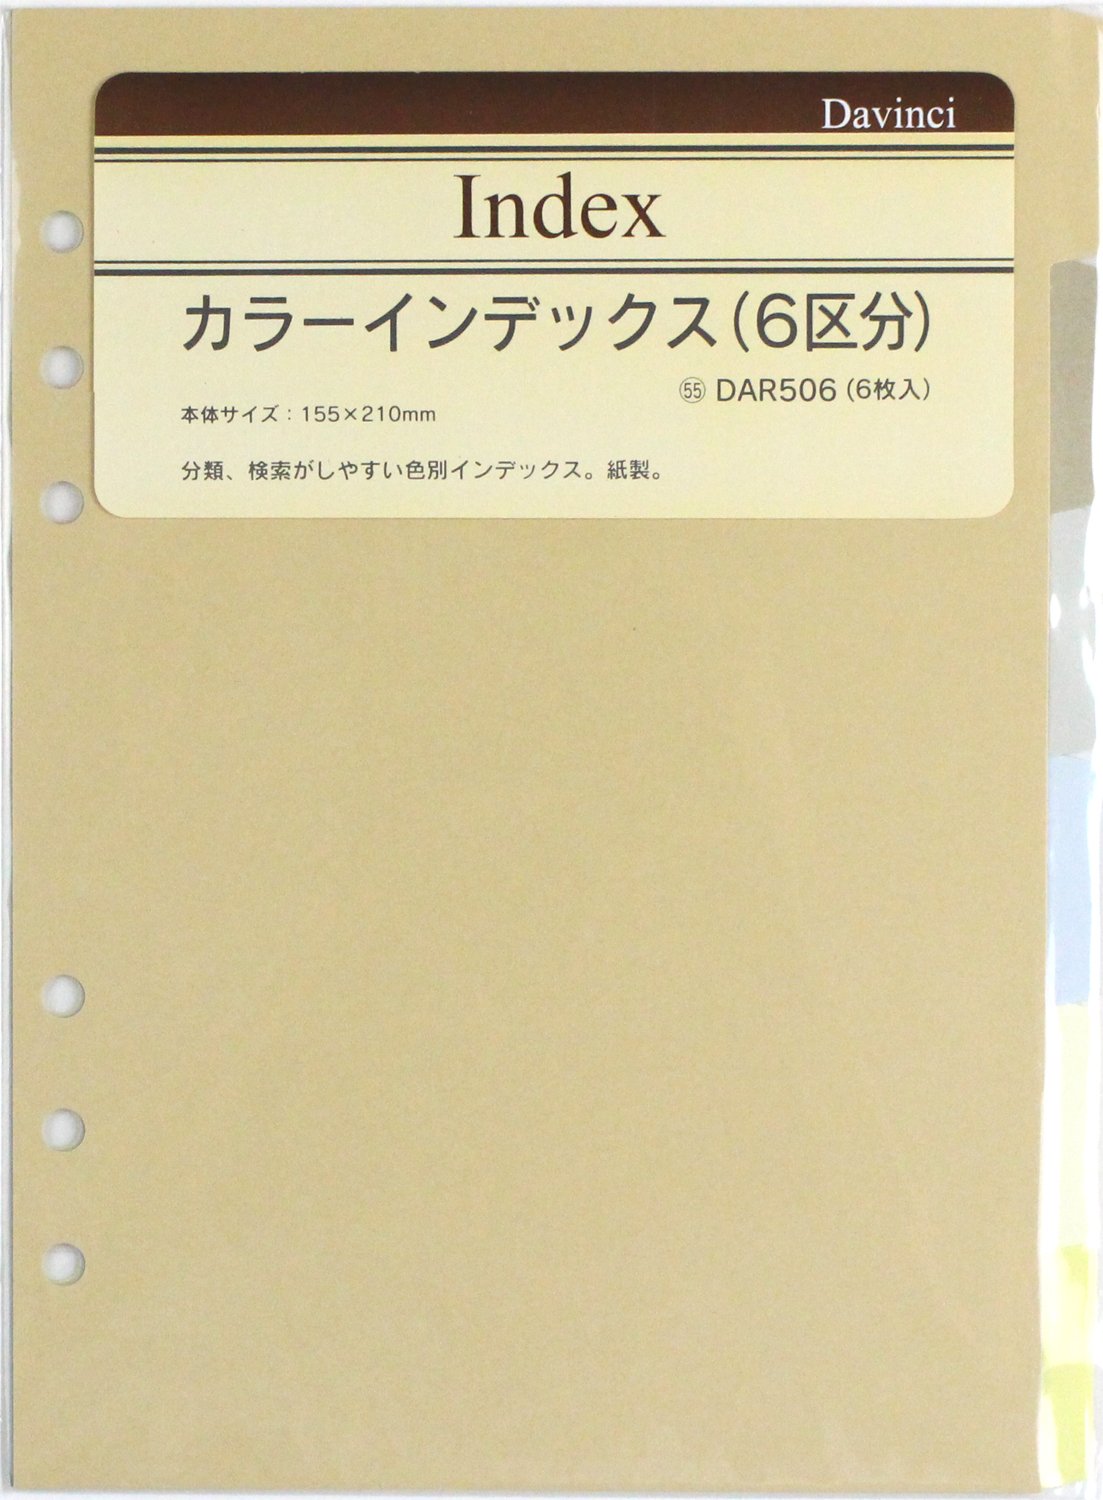 Davinci
Index
カラーインデックス(6区分)
㊺ DAR506(6枚入)
本体サイズ:155×210mm
分類、検索がしやすい色別インデックス。紙製。